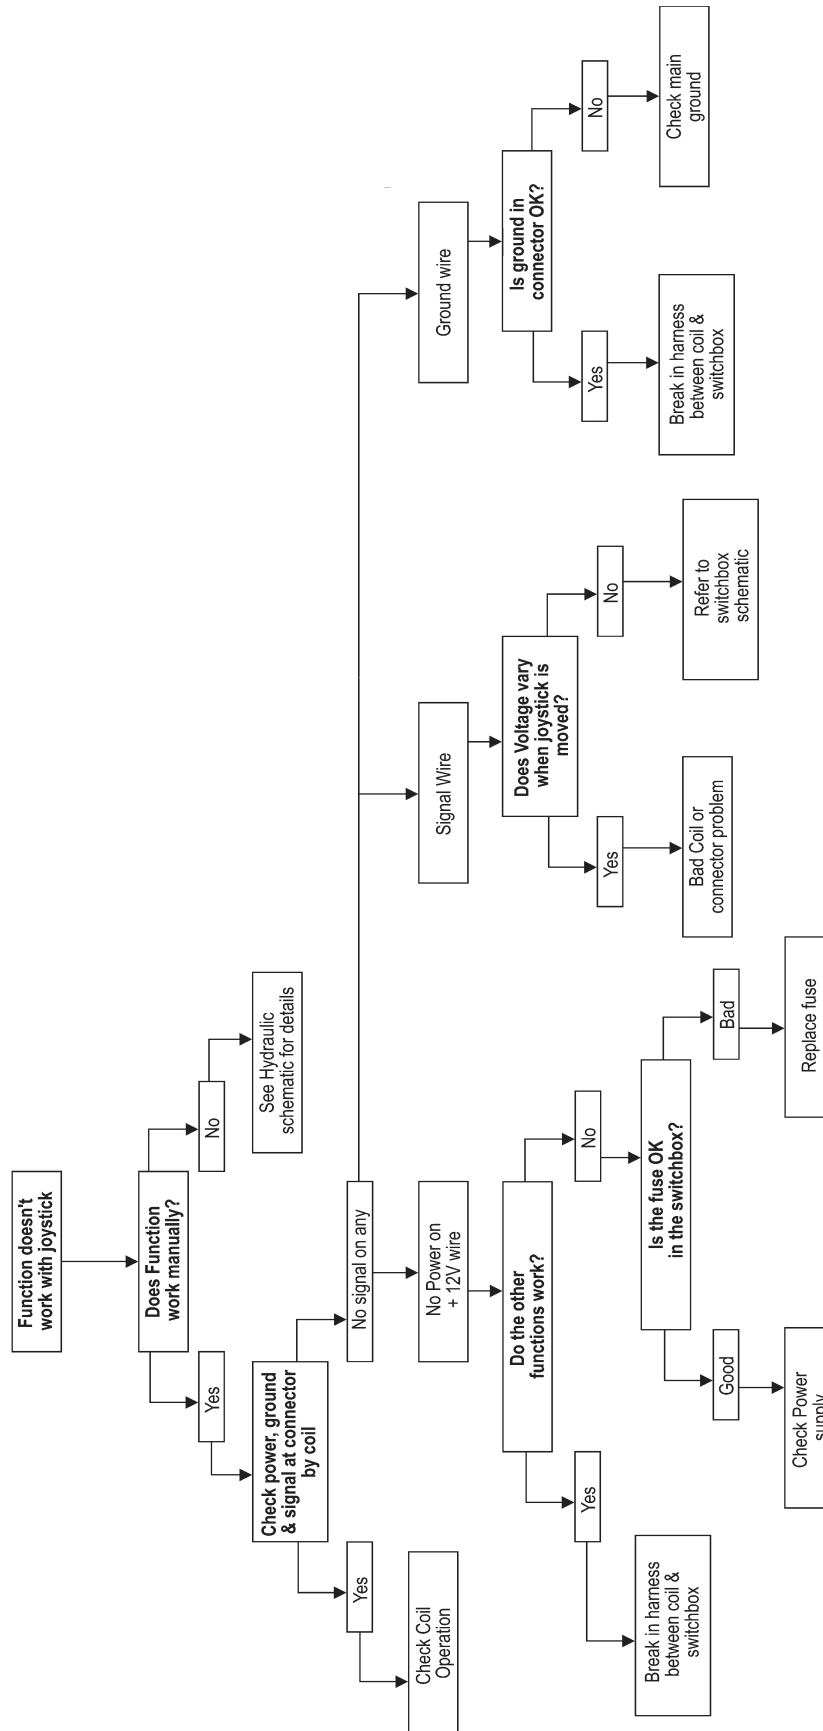 Function doesn't
work with joystick
Does Function
work manually?
Yes
No
Check power, ground
& signal at connector
by coil
See Hydraulic
schematic for details
Yes
No signal on any
Check Coil
Operation
No Power on
+ 12V wire
Signal Wire
Ground wire
Do the other
functions work?
Does Voltage vary
when joystick is
moved?
Is ground in
connector OK?
Yes
No
Yes
No
Yes
No
Break in harness
between coil &
switchbox
Is the fuse OK
in the switchbox?
Bad Coil or
connector problem
Refer to
switchbox
schematic
Break in harness
between coil &
switchbox
Check main
ground
Good
Bad
Check Power
supply
Replace fuse